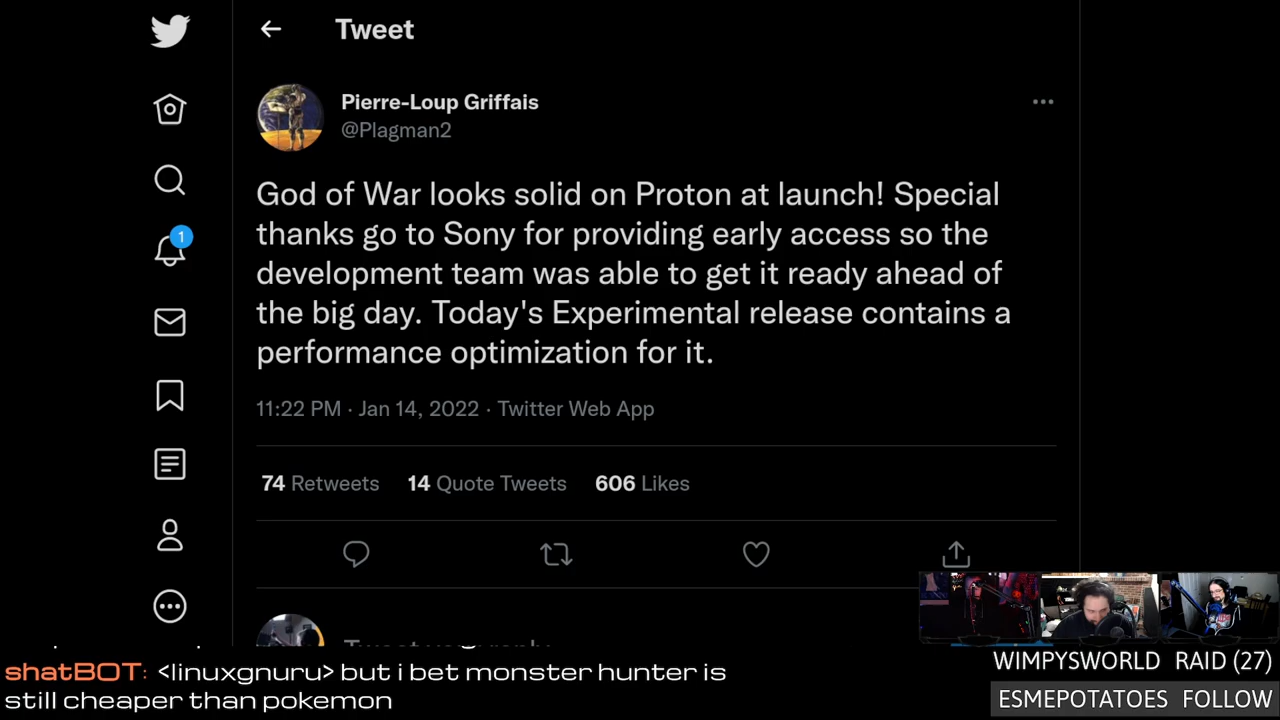 Tweet
Pierre-Loup Griffais
@Plagman2
God of War looks solid on Proton at launch! Special
thanks go to Sony for providing early access so the
development team was able to get it ready ahead of
the big day. Today's Experimental release contains a
performance optimization for it.
11:22 PM · Jan 14, 2022 · Twitter Web App
74 Retweets 14 Quote Tweets 606 Likes
1
shatBOT: <linuxgnuru> but i bet monster hunter is
still cheaper than pokemon
WIMPYSWORLD RAID (27)
ESMEPOTATOES FOLLOW